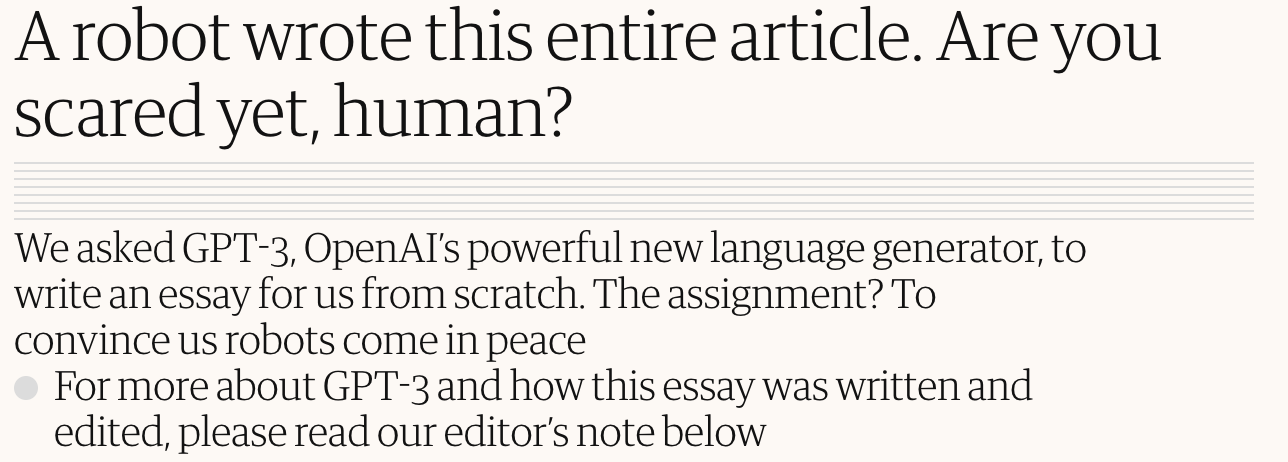 A robot wrote this entire article. Are you
scared yet, human?
We asked GPT-3, OpenAI’s powerful new language generator, to
write an essay for us from scratch. The assignment? To
convince us robots come in peace
For more about GPT-3 and how this essay was written and
edited, please read our editor’s note below